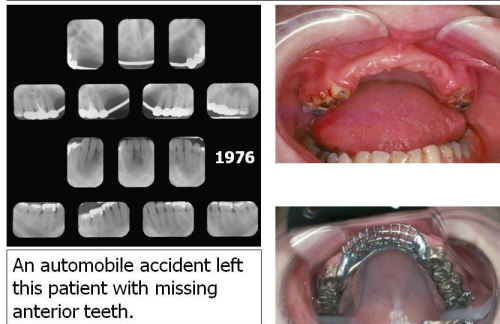 1976
An automobile accident left
this patient with missing
anterior teeth.